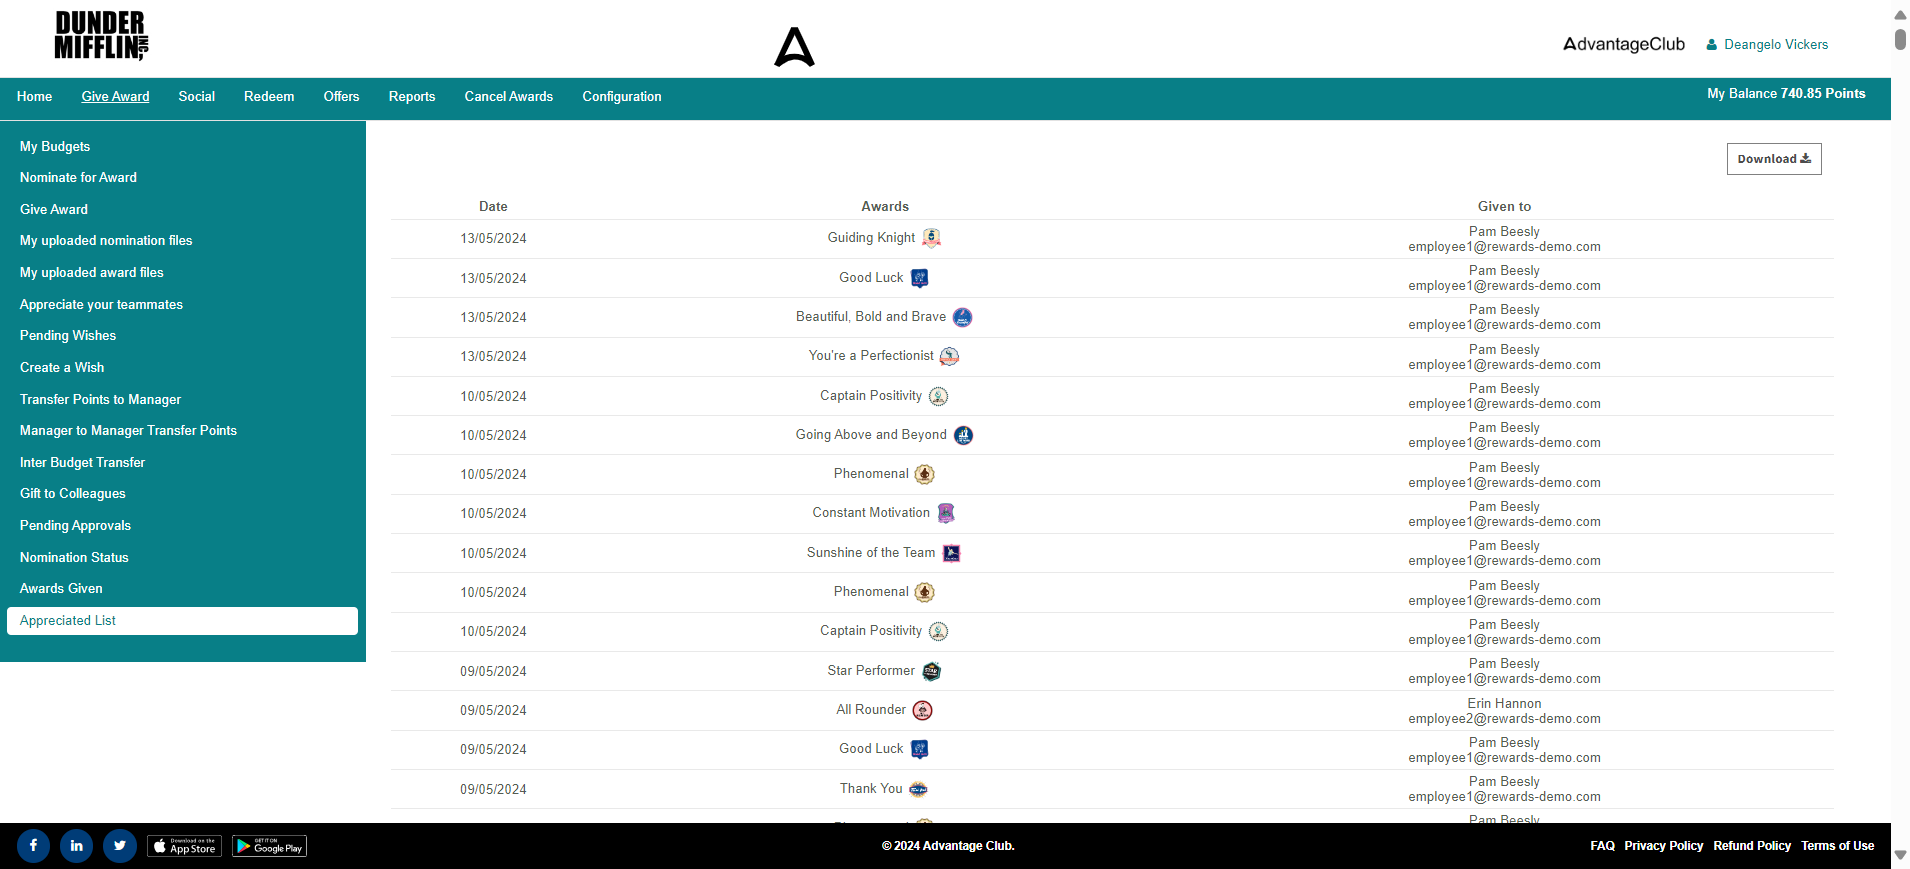 DUNDER
MIFFLIN INC,
A
AdvantageClub
Deangelo Vickers
Home Give Award Social Redeem Offers Reports Cancel Awards Configuration
My Balance 740.85 Points
My Budgets
Nominate for Award
Give Award
My uploaded nomination files
My uploaded award files
Appreciate your teammates
Pending Wishes
Create a Wish
Transfer Points to Manager
Manager to Manager Transfer Points
Inter Budget Transfer
Gift to Colleagues
Pending Approvals
Nomination Status
Awards Given
Appreciated List
Download
Date Awards Given to
13/05/2024 Guiding Knight Pam Beesly
employee1@rewards-demo.com
13/05/2024 Good Luck Pam Beesly
employee1@rewards-demo.com
13/05/2024 Beautiful, Bold and Brave Pam Beesly
employee1@rewards-demo.com
13/05/2024 You're a Perfectionist Pam Beesly
employee1@rewards-demo.com
10/05/2024 Captain Positivity Pam Beesly
employee1@rewards-demo.com
10/05/2024 Going Above and Beyond Pam Beesly
employee1@rewards-demo.com
10/05/2024 Phenomenal Pam Beesly
employee1@rewards-demo.com
10/05/2024 Constant Motivation Pam Beesly
employee1@rewards-demo.com
10/05/2024 Sunshine of the Team Pam Beesly
employee1@rewards-demo.com
10/05/2024 Phenomenal Pam Beesly
employee1@rewards-demo.com
10/05/2024 Captain Positivity Pam Beesly
employee1@rewards-demo.com
09/05/2024 Star Performer Pam Beesly
employee1@rewards-demo.com
09/05/2024 All Rounder Erin Hannon
employee2@rewards-demo.com
09/05/2024 Good Luck Pam Beesly
employee1@rewards-demo.com
09/05/2024 Thank You Pam Beesly
employee1@rewards-demo.com
Pam Beesly
Download on the
App Store
GET IT ON
Google Play
© 2024 Advantage Club.
FAQ Privacy Policy Refund Policy Terms of Use